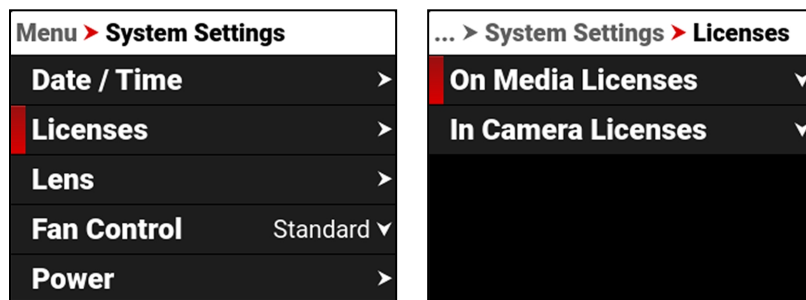 Menu > System Settings
Date / Time
Licenses
Lens
Fan Control Standard
Power
... > System Settings > Licenses
On Media Licenses
In Camera Licenses